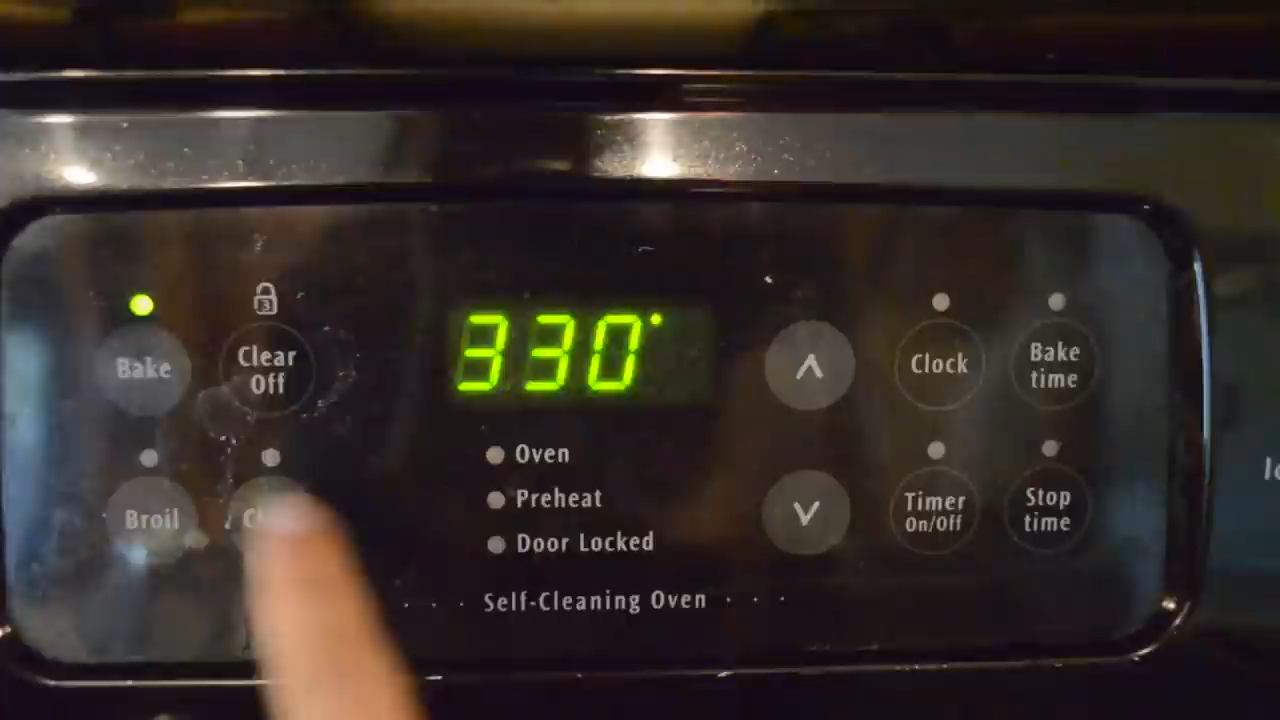 3
Bake
Clear
Off
330°
Clock
Bake
time
Broil
Oven
Preheat
Door Locked
Timer
On/Off
Stop
time
Self-Cleaning Oven